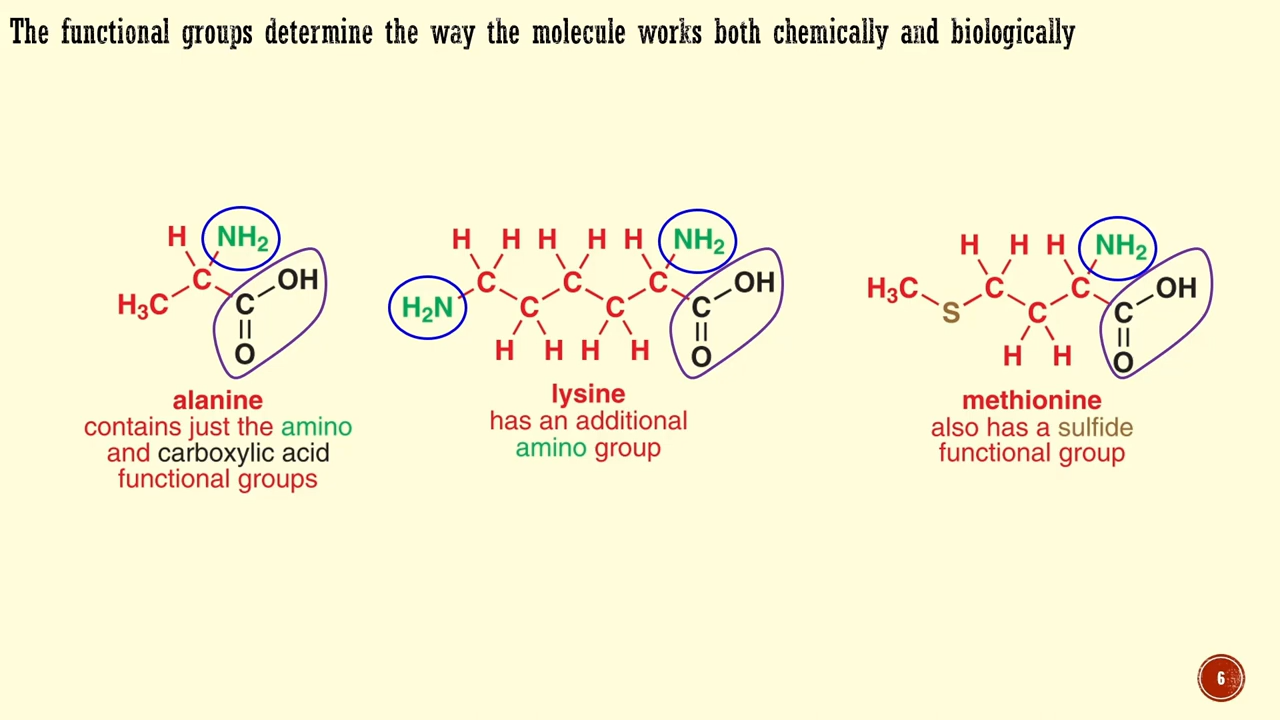 The functional groups determine the way the molecule works both chemically and biologically
H NH₂
C OH
H₃C C
O
alanine
contains just the amino
and carboxylic acid
functional groups
H H H H H NH₂
C C C OH
H₂N C C C
H H H H O
lysine
has an additional
amino group
H H H NH₂
H₃C C C OH
S C C
H H O
methionine
also has a sulfide
functional group
6